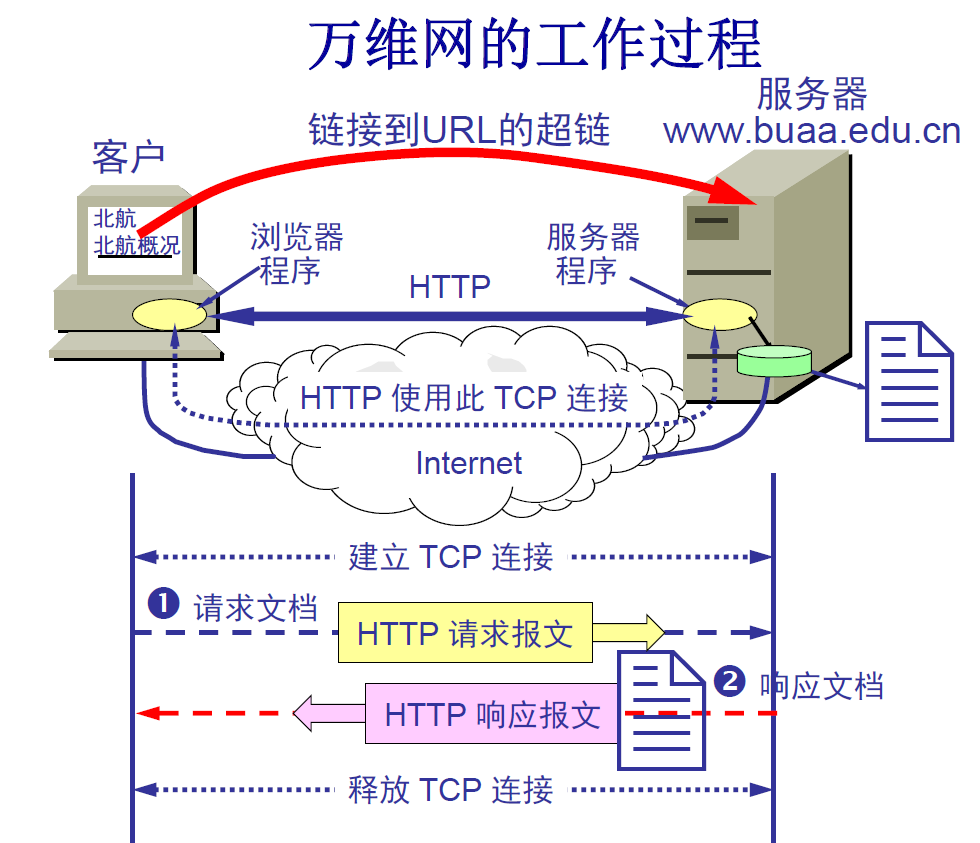 万维网的工作过程
服务器
www.buaa.edu.cn
链接到URL的超链
客户
北航
北航概况
浏览器
程序
服务器
程序
HTTP
HTTP 使用此 TCP 连接
Internet
建立 TCP 连接
❶ 请求文档
HTTP 请求报文
❷ 响应文档
HTTP 响应报文
释放 TCP 连接